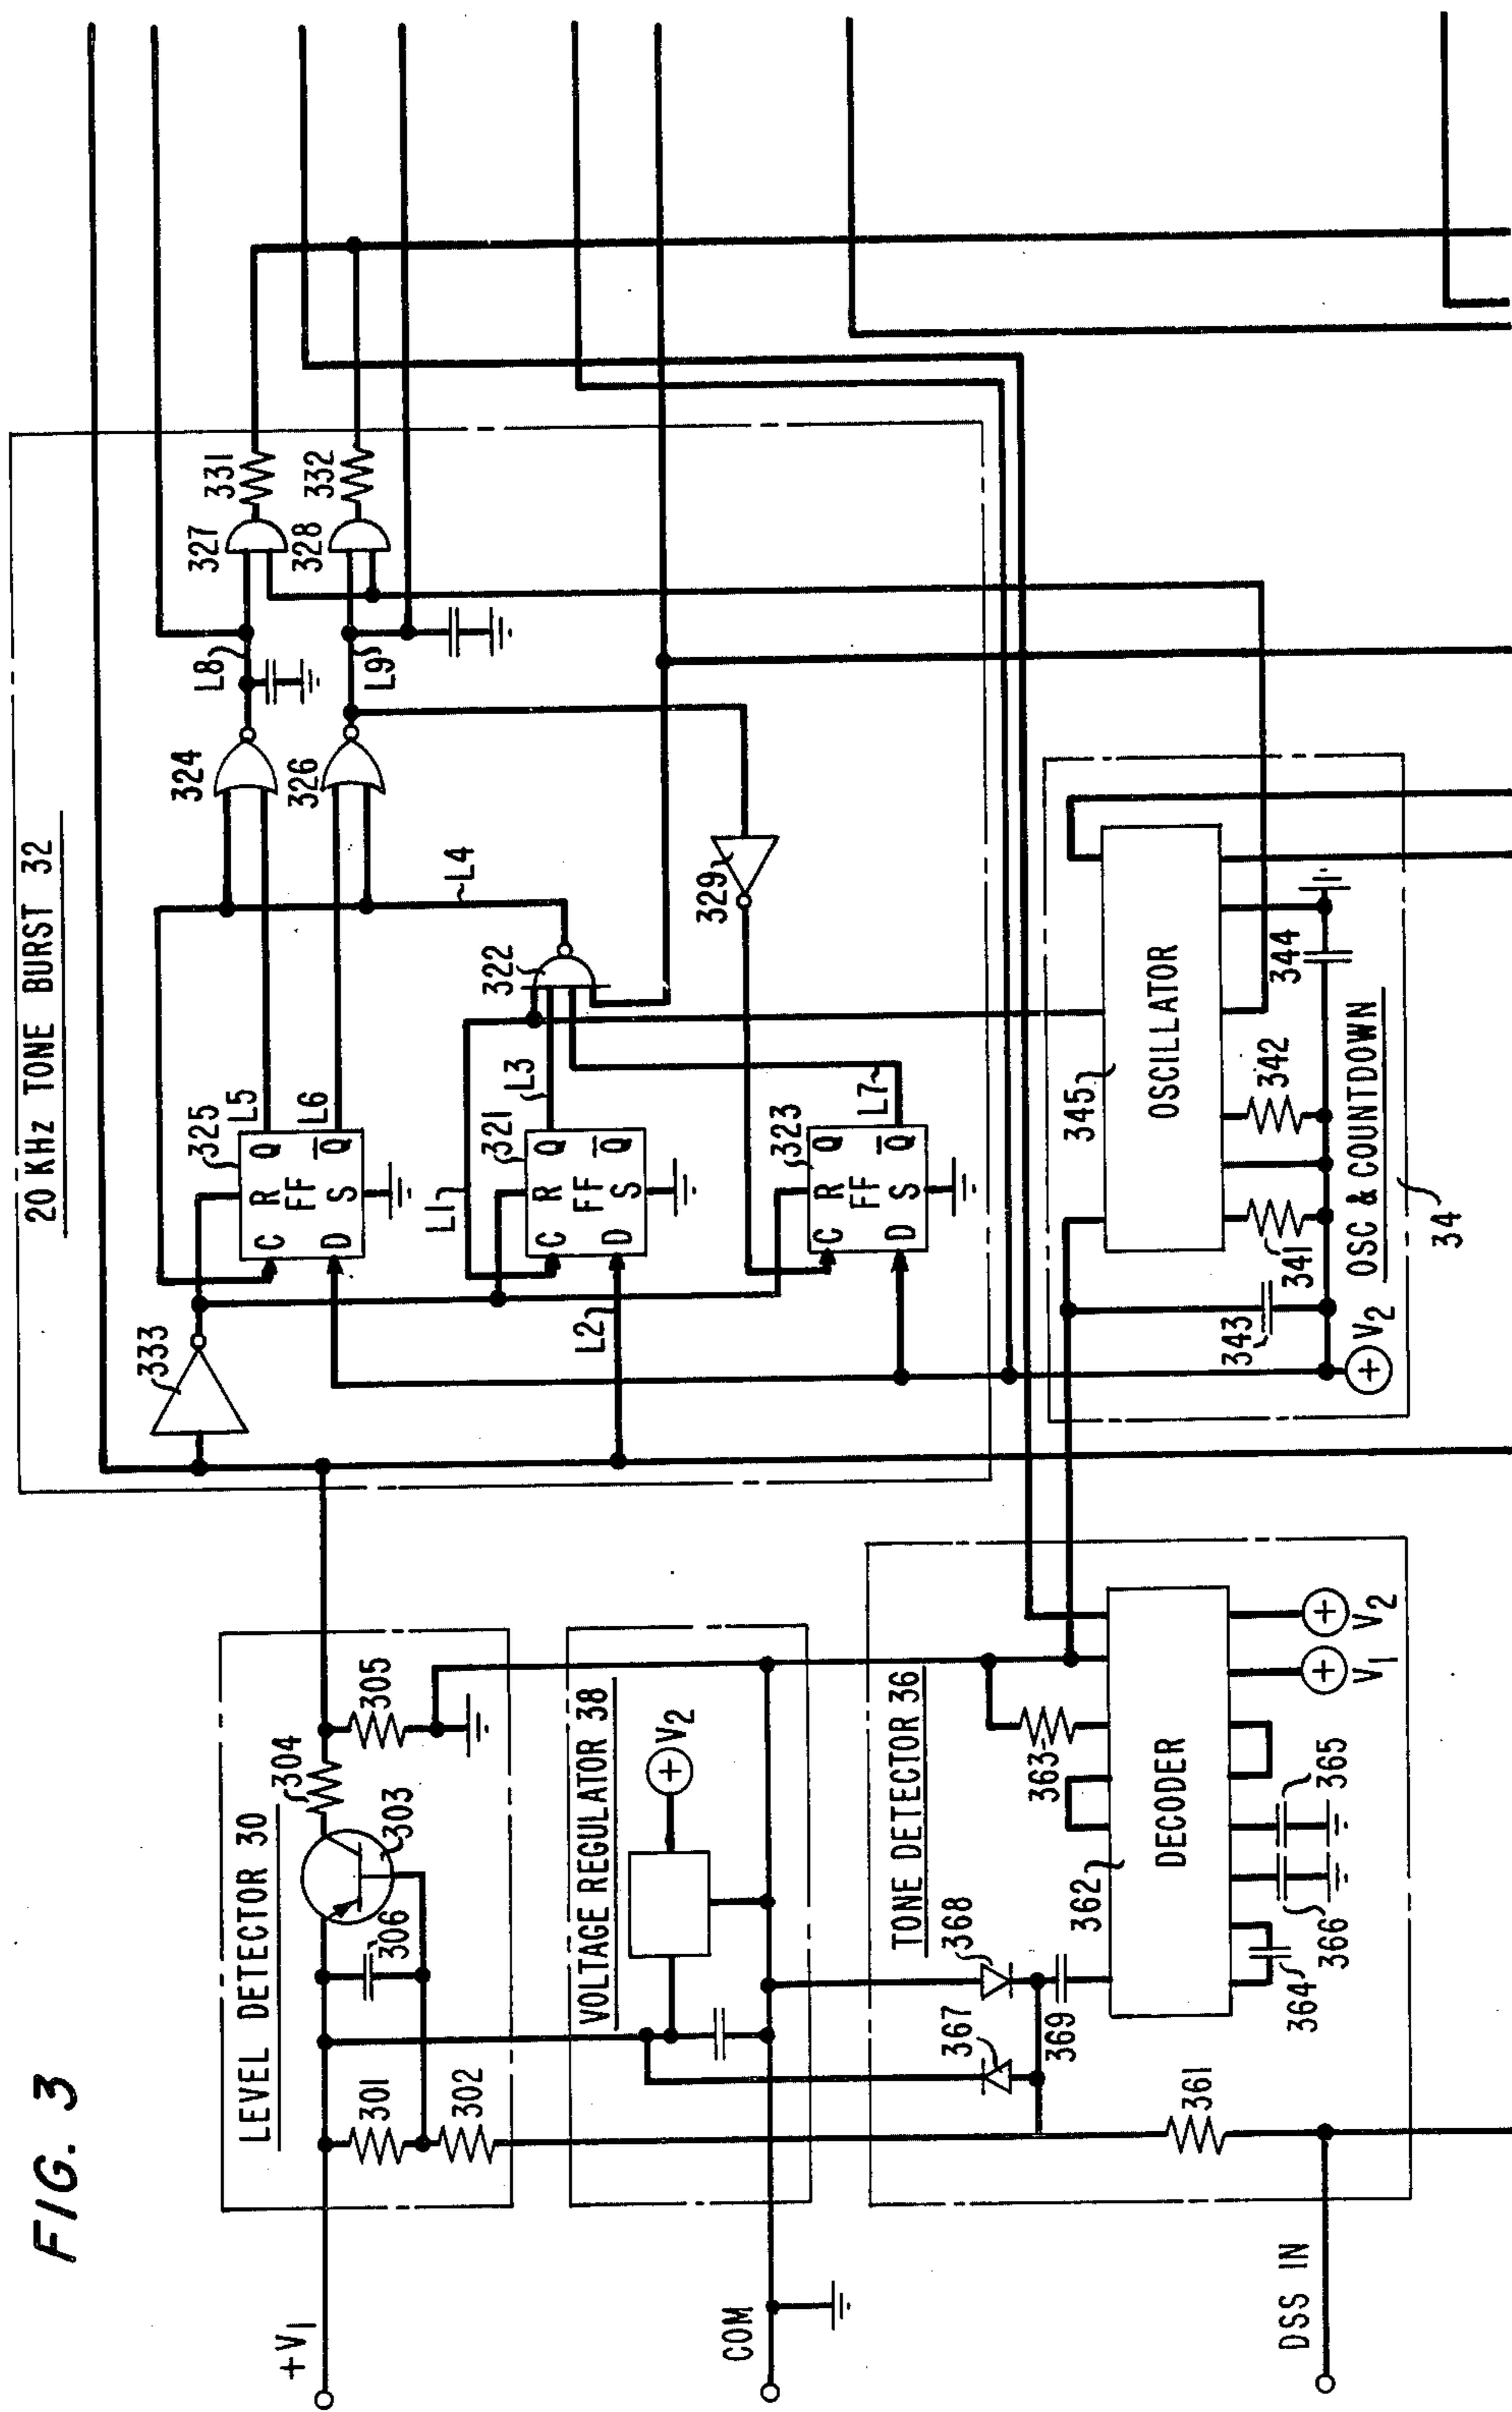 FIG. 3
20 KHz TONE BURST 32
333
325
C R Q
FF
D S Q̅
L5
L6
324
326
L8
L9
327
331
328
332
L4
L1
L2
321
C R Q
FF
D S Q̅
L3
322
323
C R Q
FF
D S Q̅
L7
329
LEVEL DETECTOR 30
+V1
301
302
306
303
304
305
VOLTAGE REGULATOR 38
+ V2
COM
TONE DETECTOR 36
367
368
369
361
362
363
DECODER
364
366
365
+ V1
+ V2
DSS IN
345
OSCILLATOR
343
341
342
344
+ V2
OSC & COUNTDOWN
34